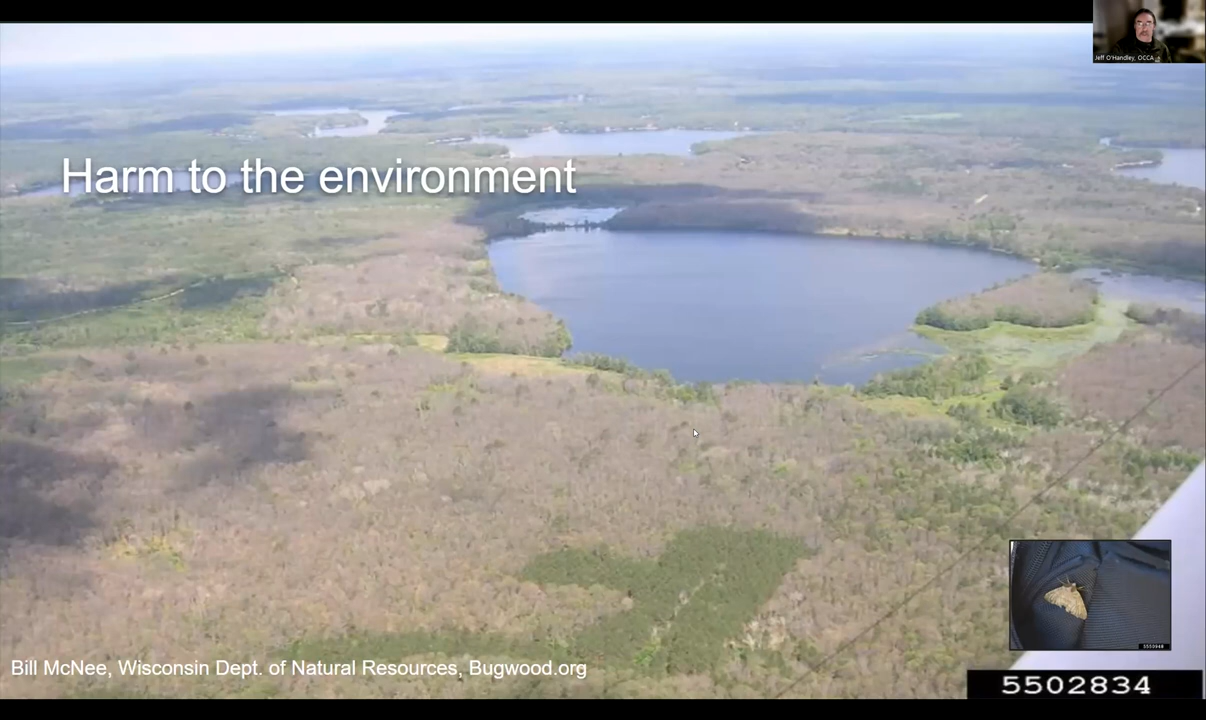 Jeff O'Handley, OCCA
Harm to the environment
Bill McNee, Wisconsin Dept. of Natural Resources, Bugwood.org
5502834